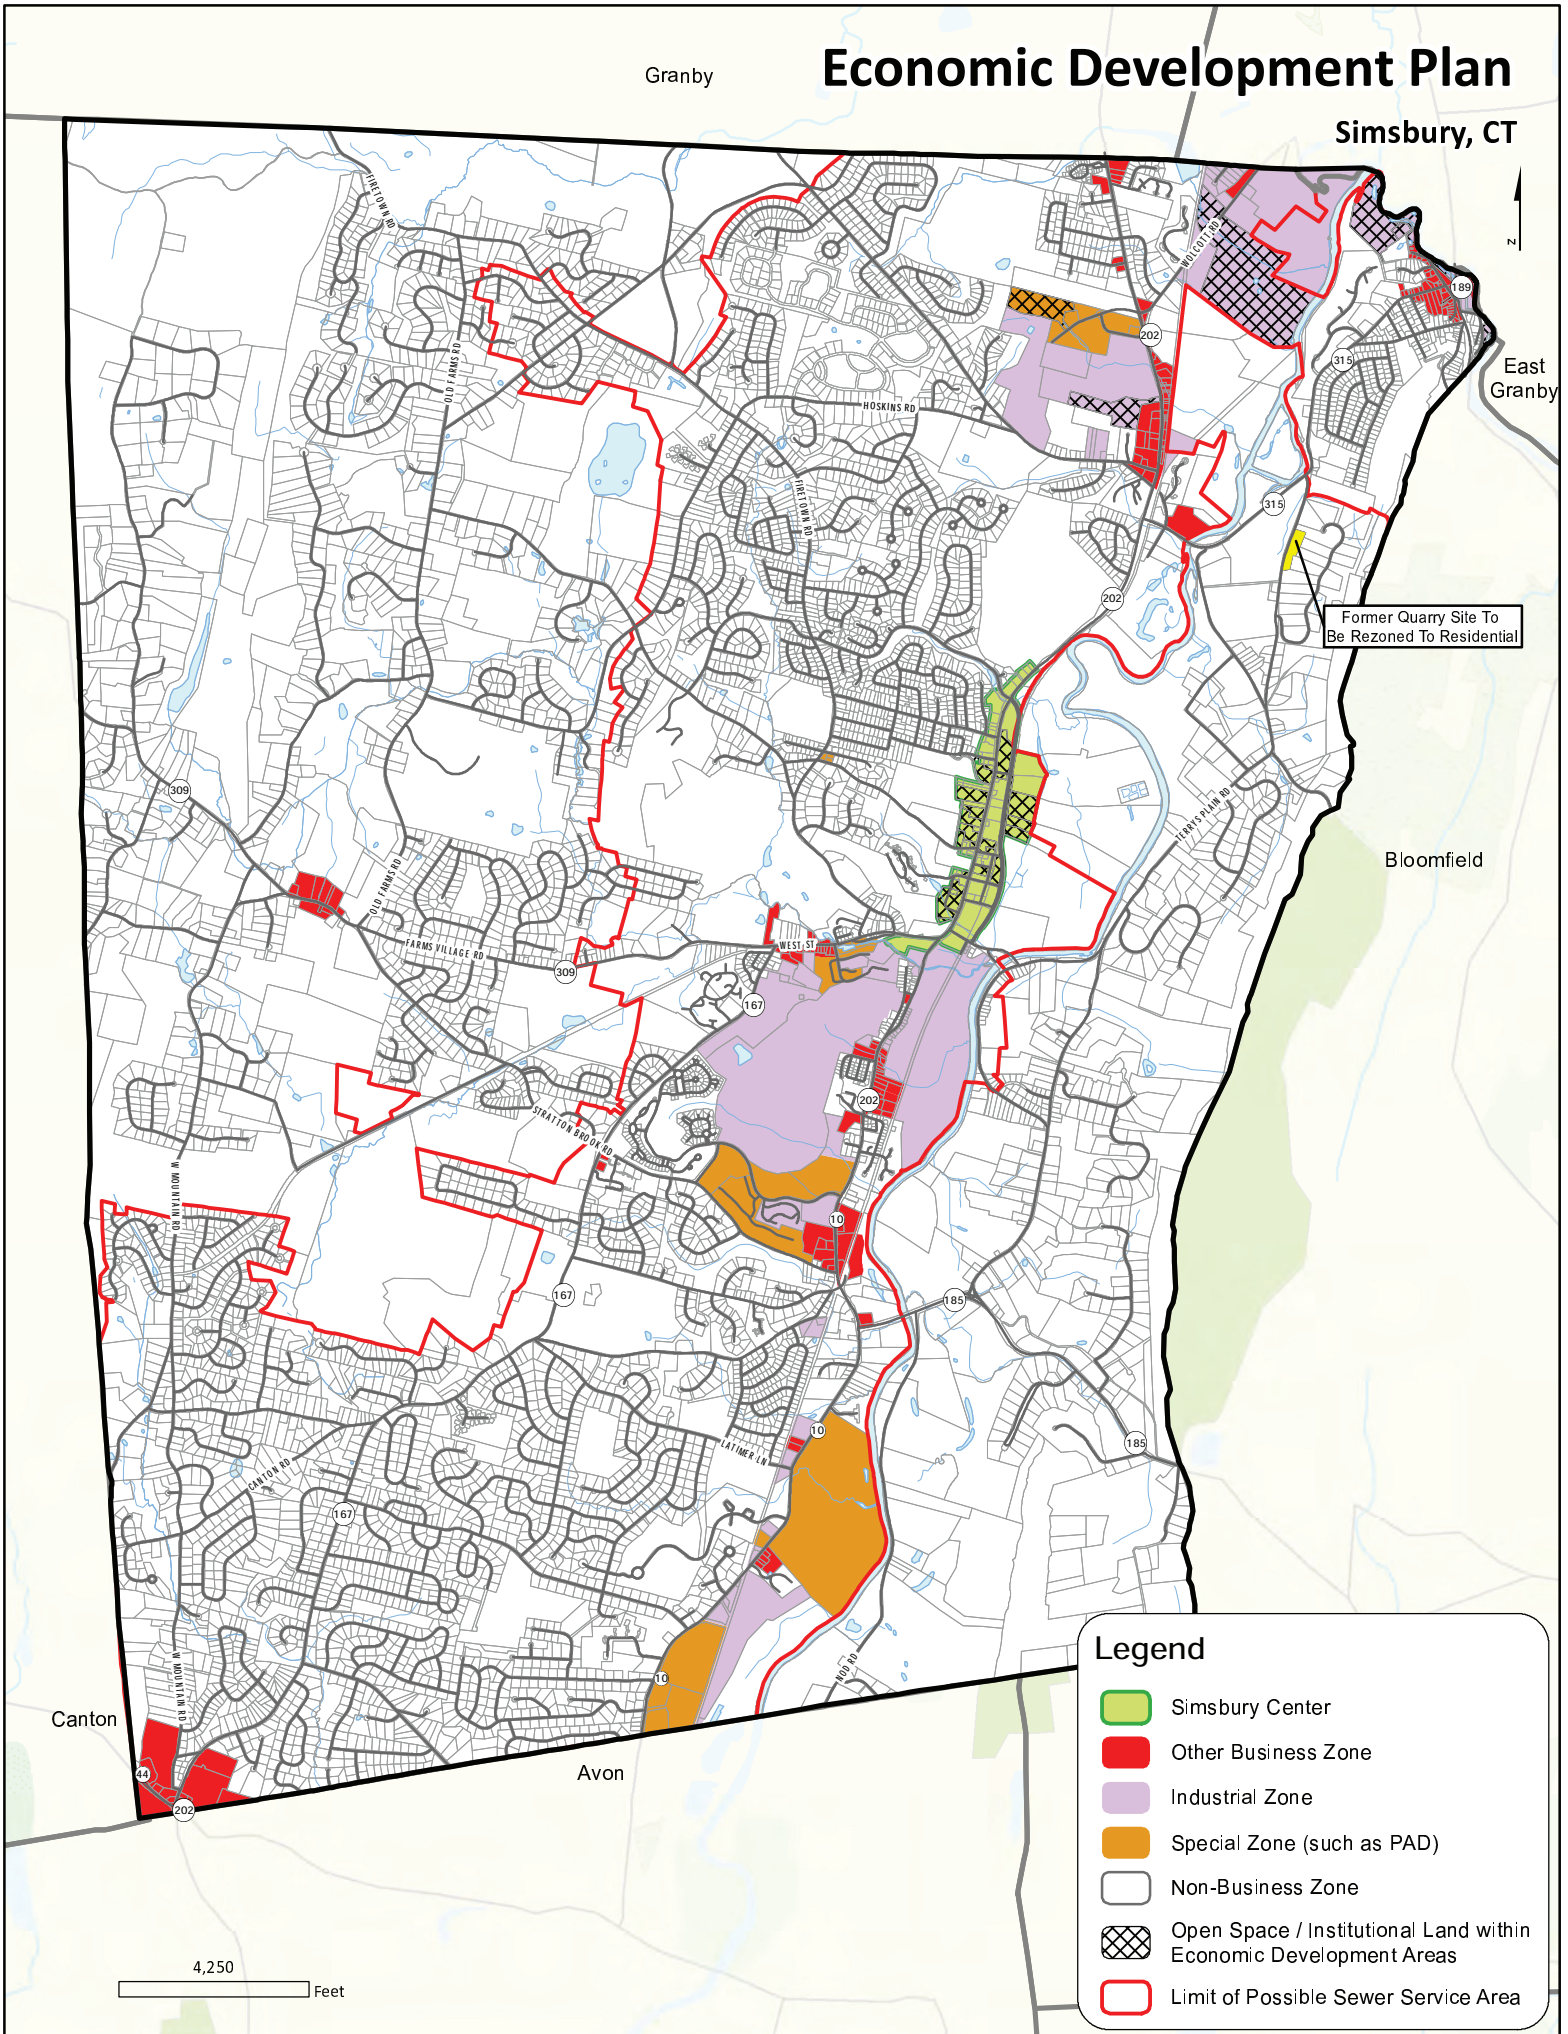 Granby
Economic Development Plan
Simsbury, CT
N
FIRETOWN RD
WOLCOTT RD
189
202
315
East
Granby
OLD FARMS RD
HOSKINS RD
FIRETOWN RD
315
202
Former Quarry Site To
Be Rezoned To Residential
309
TERRYS PLAIN RD
Bloomfield
OLD FARMS RD
FARMS VILLAGE RD
WEST ST
309
167
202
STRATTON BROOK RD
W MOUNTAIN RD
10
167
185
10
185
LATIMER LN
CANTON RD
167
10
NOD RD
W MOUNTAIN RD
Canton
44
202
Avon
Legend
Simsbury Center
Other Business Zone
Industrial Zone
Special Zone (such as PAD)
Non-Business Zone
Open Space / Institutional Land within
Economic Development Areas
Limit of Possible Sewer Service Area
4,250
Feet